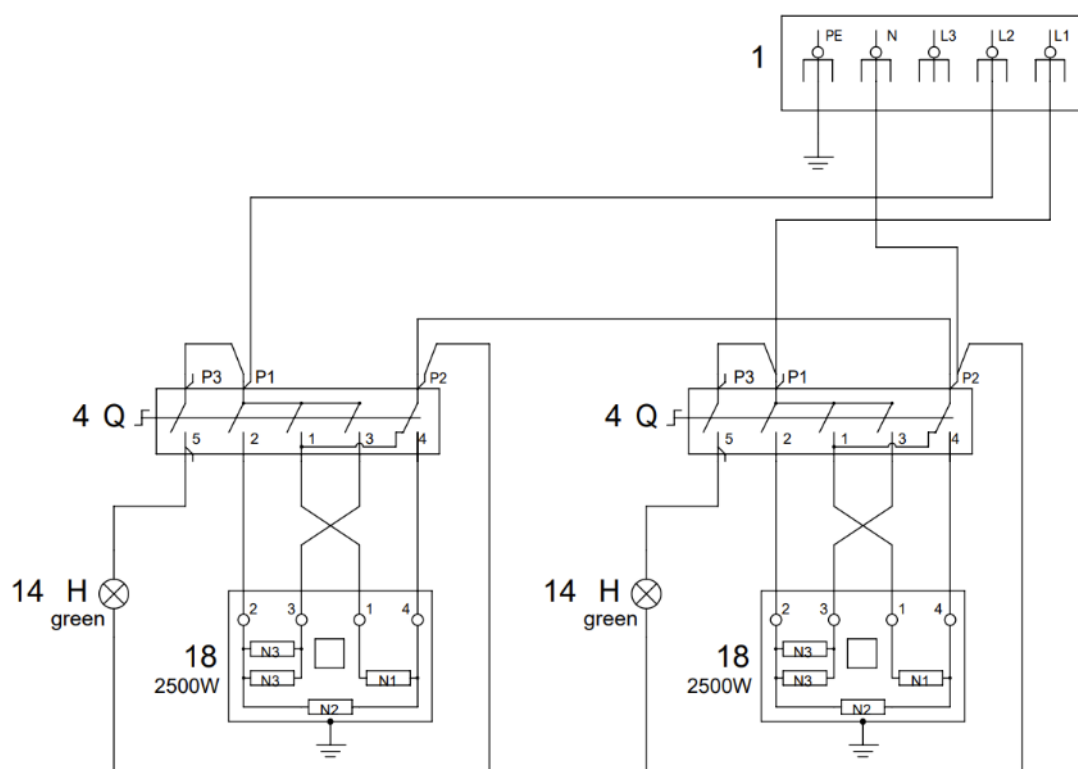 1 PE N L3 L2 L1
P3 P1 P2 P3 P1 P2
4 Q 4 Q
5 2 1 3 4 5 2 1 3 4
14 H 14 H
green green
2 3 1 4 2 3 1 4
N3 N3
18 18
2500W N3 N1 2500W N3 N1
N2 N2